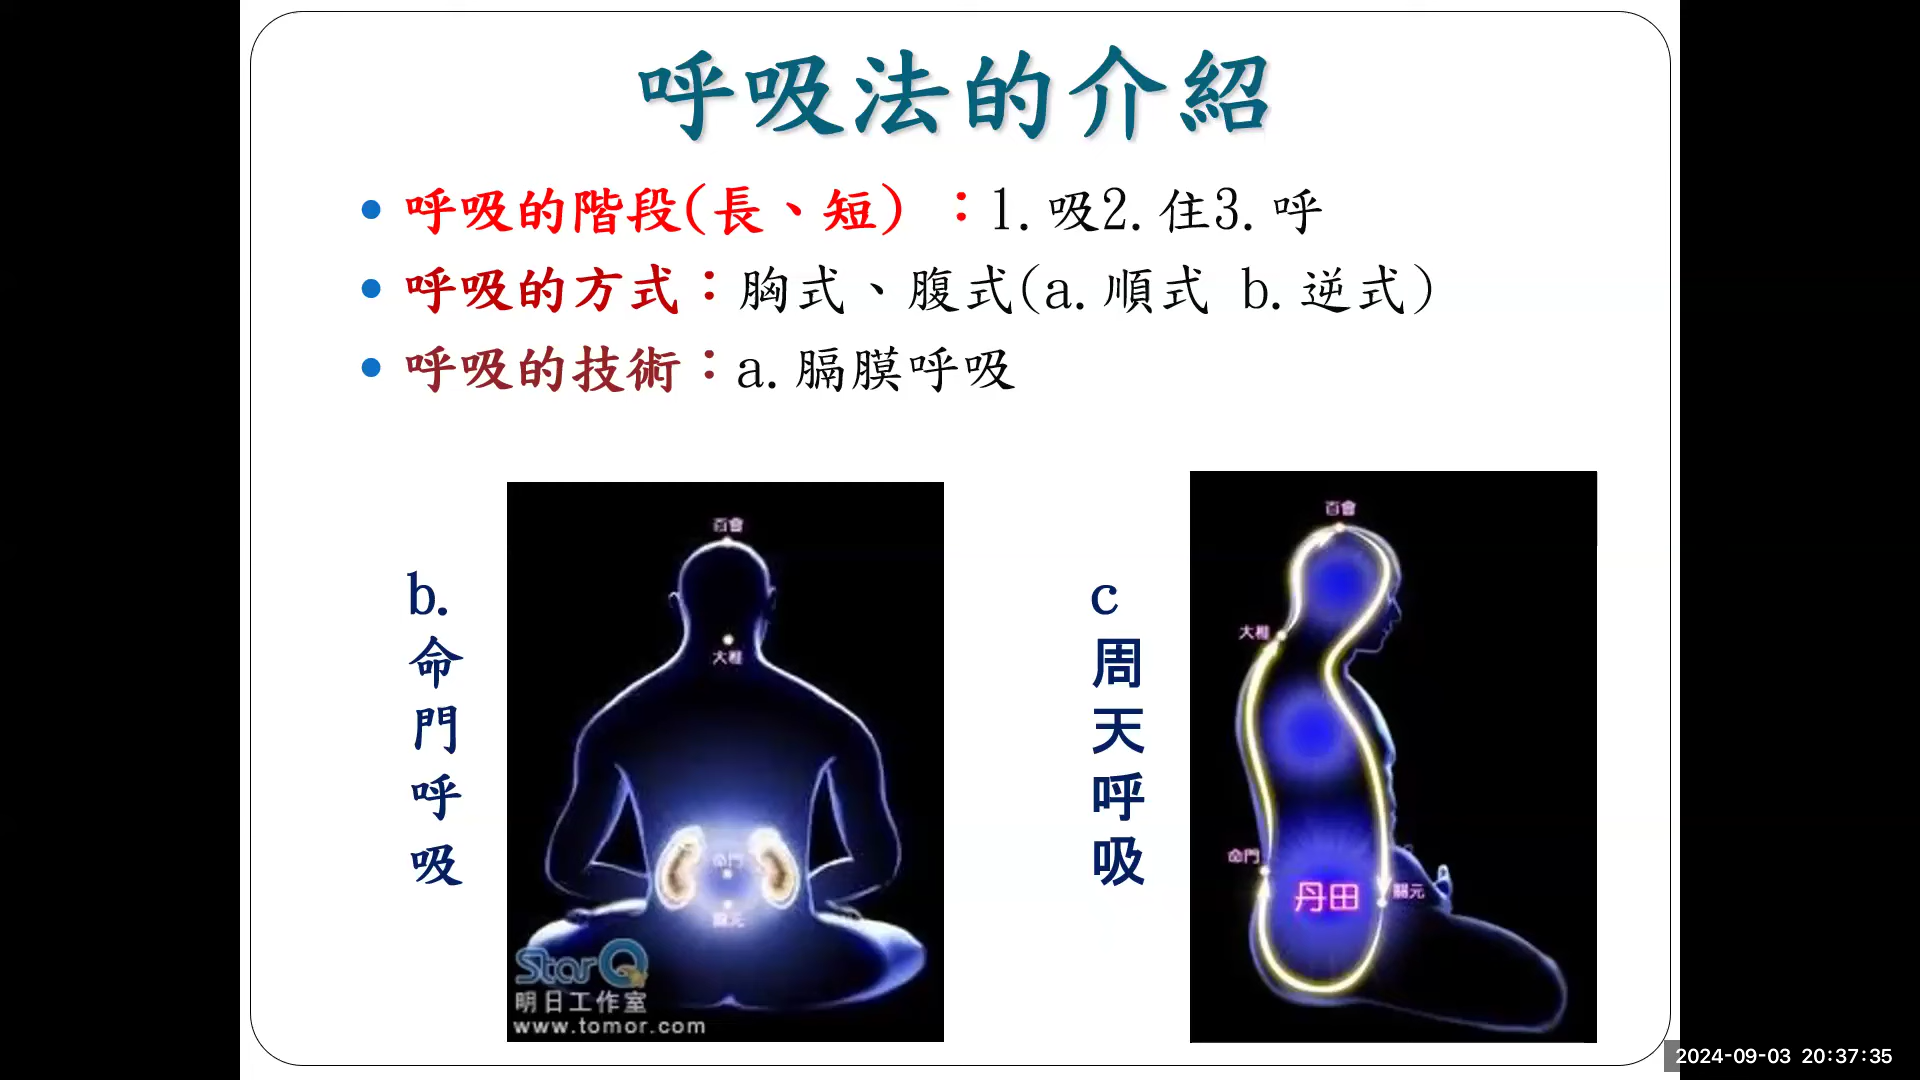 呼吸法的介紹
• 呼吸的階段(長、短) ：1.吸2.住3.呼
• 呼吸的方式：胸式、腹式(a.順式 b.逆式)
• 呼吸的技術：a.膈膜呼吸
b.命門呼吸
百會
大椎
命門
關元
StarQ
明日工作室
www.tomor.com
c周天呼吸
百會
大椎
命門
丹田
關元
2024-09-03 20:37:35